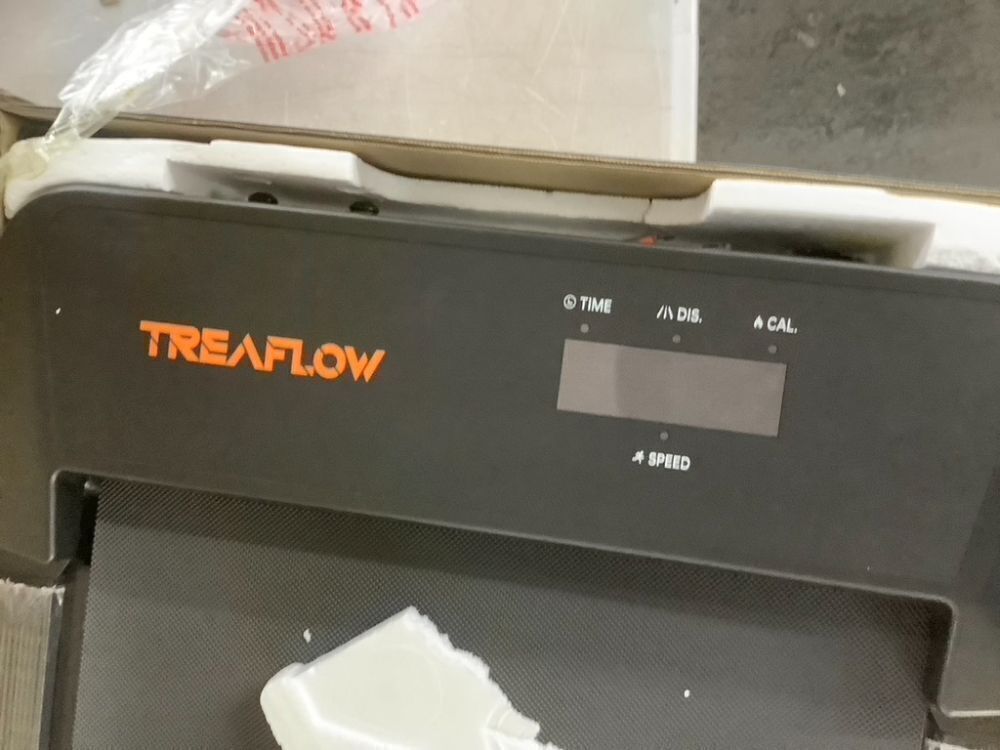 TREAFLOW
TIME
DIS.
CAL.
SPEED